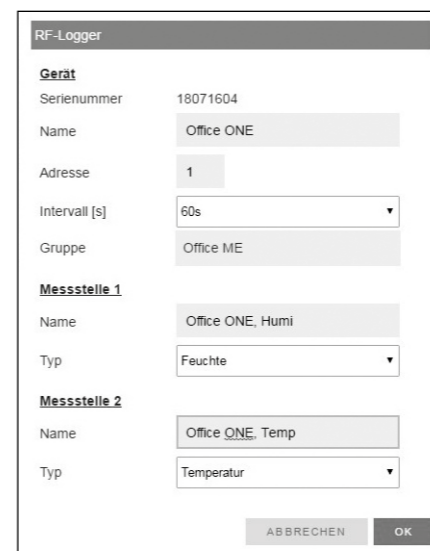 RF-Logger
Gerät
Serienummer 18071604
Name Office ONE
Adresse 1
Intervall [s] 60s
Gruppe Office ME
Messstelle 1
Name Office ONE, Humi
Typ Feuchte
Messstelle 2
Name Office ONE, Temp
Typ Temperatur
ABBRECHEN OK